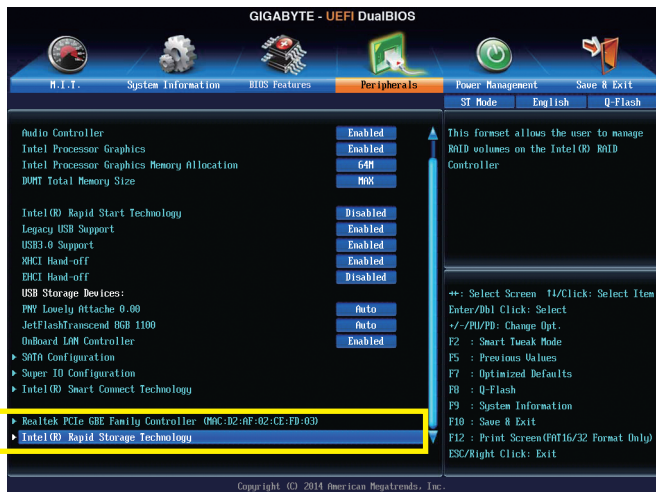 GIGABYTE - UEFI DualBIOS
M.I.T. System Information BIOS Features Peripherals Power Management Save & Exit
ST Mode English Q-Flash
Audio Controller Enabled
Intel Processor Graphics Enabled
Intel Processor Graphics Memory Allocation 64M
DVMT Total Memory Size MAX
Intel(R) Rapid Start Technology Disabled
Legacy USB Support Enabled
USB3.0 Support Enabled
XHCI Hand-off Enabled
EHCI Hand-off Disabled
USB Storage Devices:
PNY Lovely Attache 0.00 Auto
JetFlashTranscend 8GB 1100 Auto
OnBoard LAN Controller Enabled
SATA Configuration
Super IO Configuration
Intel(R) Smart Connect Technology
Realtek PCIe GBE Family Controller (MAC:D2:AF:02:CE:FD:03)
Intel(R) Rapid Storage Technology
This formset allows the user to manage
RAID volumes on the Intel(R) RAID
Controller
↔: Select Screen ↑↓/Click: Select Item
Enter/Dbl Click: Select
+/-/PU/PD: Change Opt.
F2 : Smart Tweak Mode
F5 : Previous Values
F7 : Optimized Defaults
F8 : Q-Flash
F9 : System Information
F10 : Save & Exit
F12 : Print Screen(FAT16/32 Format Only)
ESC/Right Click: Exit
Copyright (C) 2014 American Megatrends, Inc.